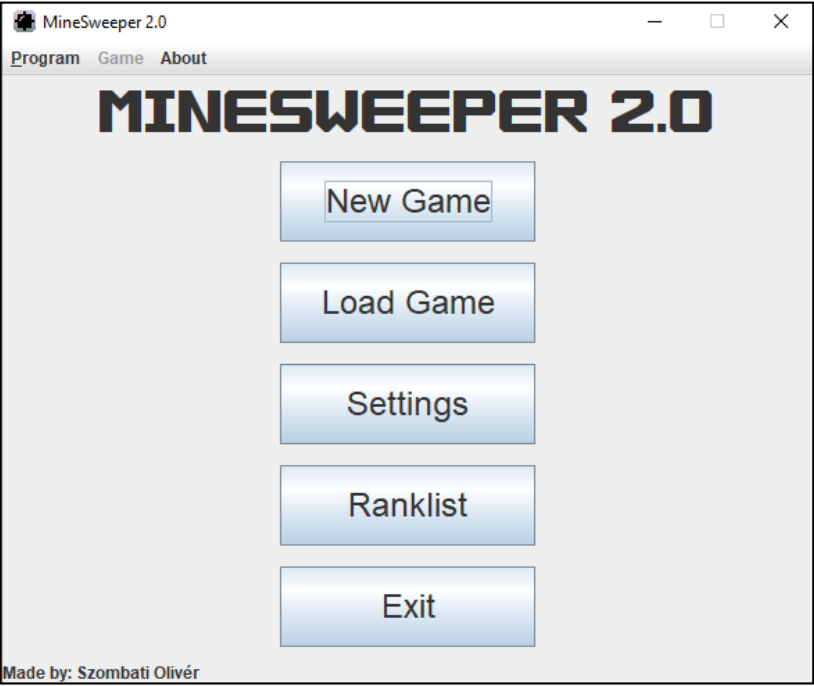 MineSweeper 2.0
Program Game About
MINESWEEPER 2.0
New Game
Load Game
Settings
Ranklist
Exit
Made by: Szombati Olivér